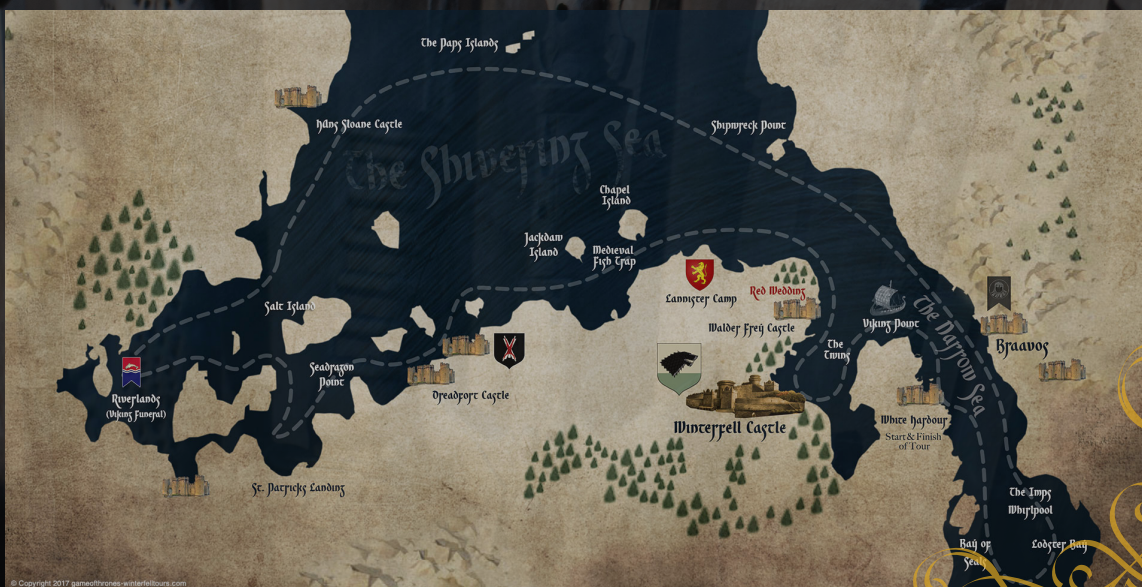 The Paps Islands
Hans Sloane Castle
Shipwreck Point
The Shivering Sea
Chapel
Island
Jackdaw
Island
Medieval
Fish Trap
Lannister Camp
Red Wedding
Salt Island
Walder Frey Castle
Viking Point
The Darrow Sea
Braavos
The
Twins
Seadragon
Point
Dreadfort Castle
Riverlands
(Viking Funeral)
Winterfell Castle
White Harbour
Start & Finish
of Tour
St. Patricks Landing
The Imps
Whirlpool
Bay of
Seals
Lobster Bay
© Copyright 2017 gameofthrones-winterfelltours.com